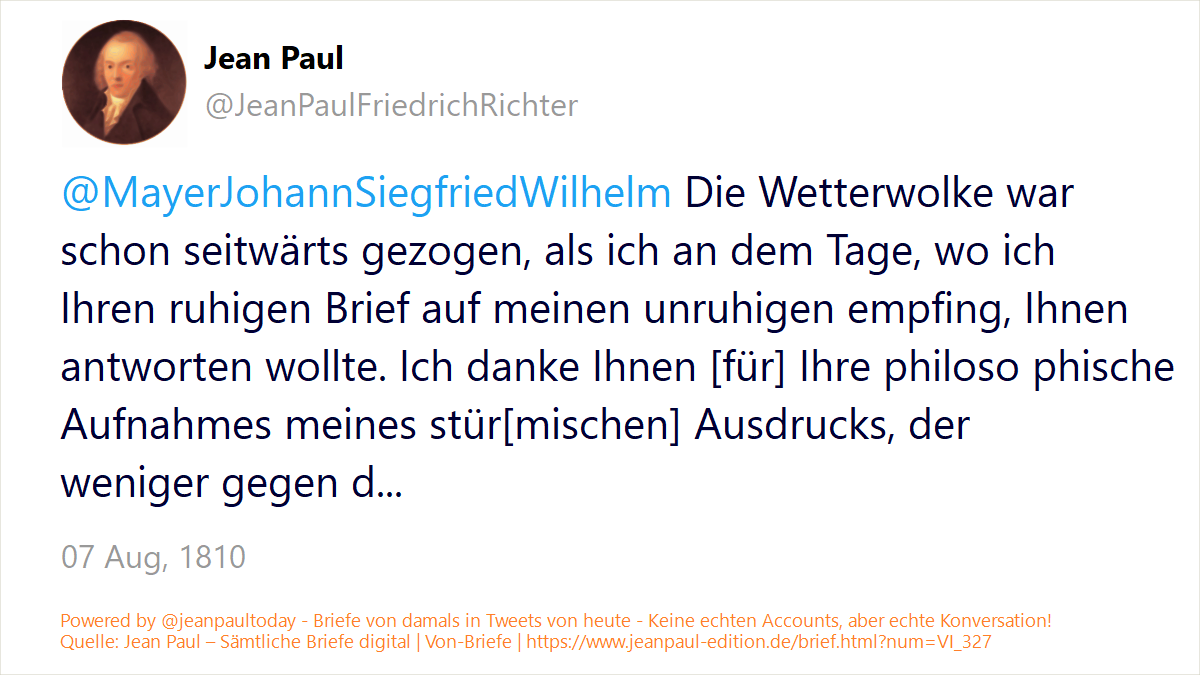 Jean Paul
@JeanPaulFriedrichRichter
@MayerJohannSiegfriedWilhelm Die Wetterwolke war
schon seitwärts gezogen, als ich an dem Tage, wo ich
Ihren ruhigen Brief auf meinen unruhigen empfing, Ihnen
antworten wollte. Ich danke Ihnen [für] Ihre philoso phische
Aufnahmes meines stür[mischen] Ausdrucks, der
weniger gegen d...
07 Aug, 1810
Powered by @jeanpaultoday - Briefe von damals in Tweets von heute - Keine echten Accounts, aber echte Konversation!
Quelle: Jean Paul – Sämtliche Briefe digital | Von-Briefe | https://www.jeanpaul-edition.de/brief.html?num=VI_327